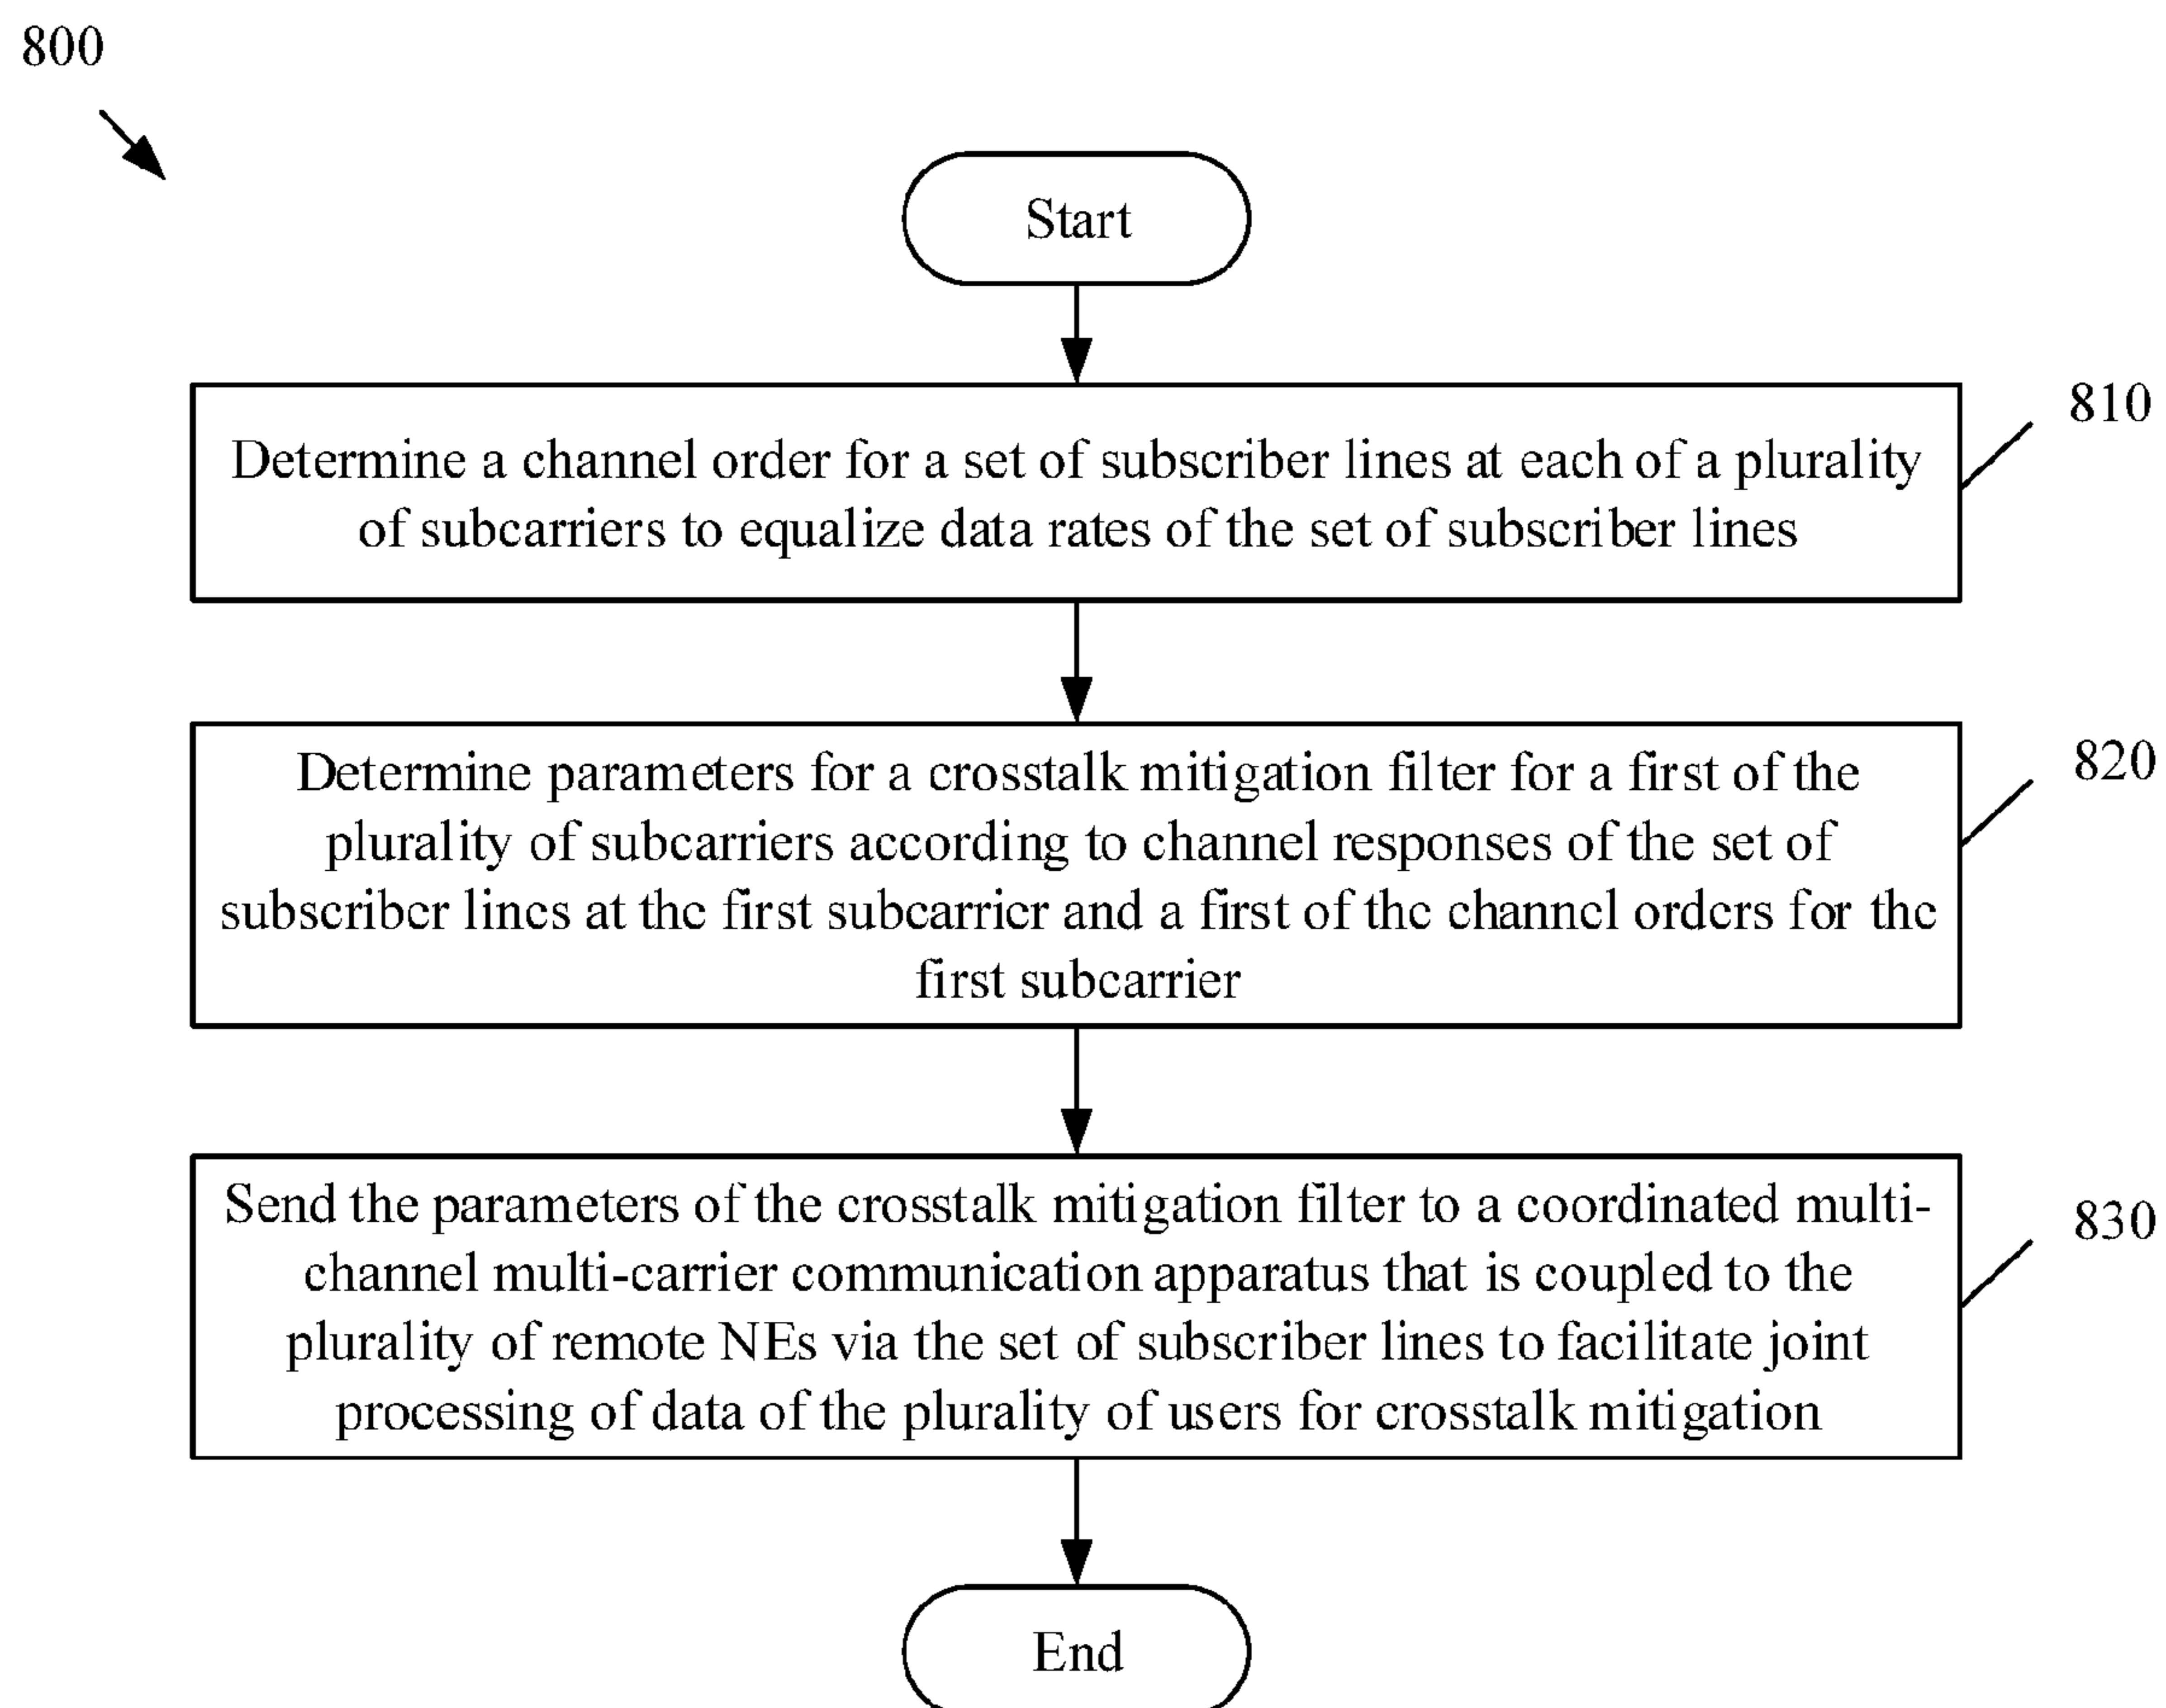 800
Start
810
Determine a channel order for a set of subscriber lines at each of a plurality
of subcarriers to equalize data rates of the set of subscriber lines
820
Determine parameters for a crosstalk mitigation filter for a first of the
plurality of subcarriers according to channel responses of the set of
subscriber lines at the first subcarrier and a first of the channel orders for the
first subcarrier
830
Send the parameters of the crosstalk mitigation filter to a coordinated multi-
channel multi-carrier communication apparatus that is coupled to the
plurality of remote NEs via the set of subscriber lines to facilitate joint
processing of data of the plurality of users for crosstalk mitigation
End